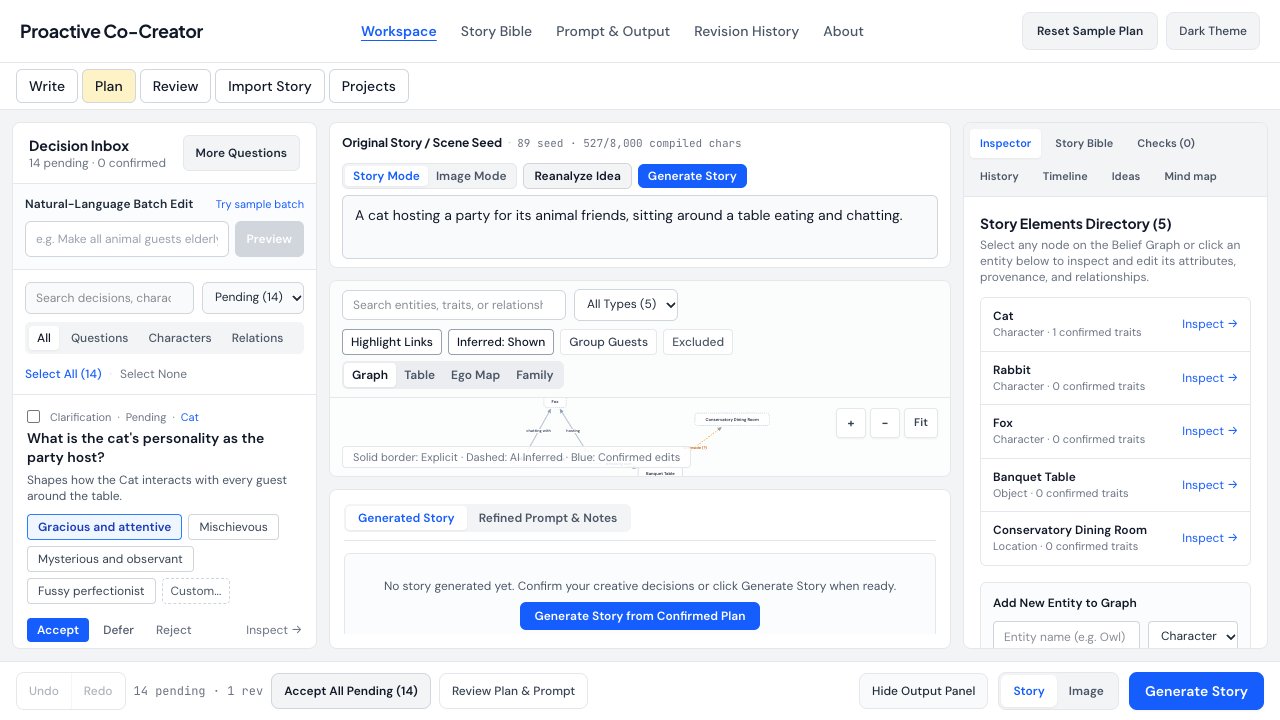 Proactive Co-Creator
Workspace
Story Bible
Prompt & Output
Revision History
About
Reset Sample Plan
Dark Theme
Write
Plan
Review
Import Story
Projects
Decision Inbox
14 pending · 0 confirmed
More Questions
Natural-Language Batch Edit
Try sample batch
e.g. Make all animal guests elderly
Preview
Search decisions, charac
Pending (14)
All
Questions
Characters
Relations
Select All (14)
·
Select None
Clarification · Pending · Cat
What is the cat's personality as the
party host?
Shapes how the Cat interacts with every guest
around the table.
Gracious and attentive
Mischievous
Mysterious and observant
Fussy perfectionist
Custom...
Accept
Defer
Reject
Inspect →
Original Story / Scene Seed · 89 seed · 527/8,000 compiled chars
Story Mode
Image Mode
Reanalyze Idea
Generate Story
A cat hosting a party for its animal friends, sitting around a table eating and chatting.
Search entities, traits, or relationsl
All Types (5)
Highlight Links
Inferred: Shown
Group Guests
Excluded
Graph
Table
Ego Map
Family
Fox
chatting with
hosting
Conservatory Dining Room
inside (?)
Banquet Table
+
-
Fit
Solid border: Explicit · Dashed: AI Inferred · Blue: Confirmed edits
Generated Story
Refined Prompt & Notes
No story generated yet. Confirm your creative decisions or click Generate Story when ready.
Generate Story from Confirmed Plan
Inspector
Story Bible
Checks (0)
History
Timeline
Ideas
Mind map
Story Elements Directory (5)
Select any node on the Belief Graph or click an
entity below to inspect and edit its attributes,
provenance, and relationships.
Cat
Character · 1 confirmed traits
Inspect →
Rabbit
Character · 0 confirmed traits
Inspect →
Fox
Character · 0 confirmed traits
Inspect →
Banquet Table
Object · 0 confirmed traits
Inspect →
Conservatory Dining Room
Location · 0 confirmed traits
Inspect →
Add New Entity to Graph
Entity name (e.g. Owl)
Character
Undo
Redo
14 pending · 1 rev
Accept All Pending (14)
Review Plan & Prompt
Hide Output Panel
Story
Image
Generate Story